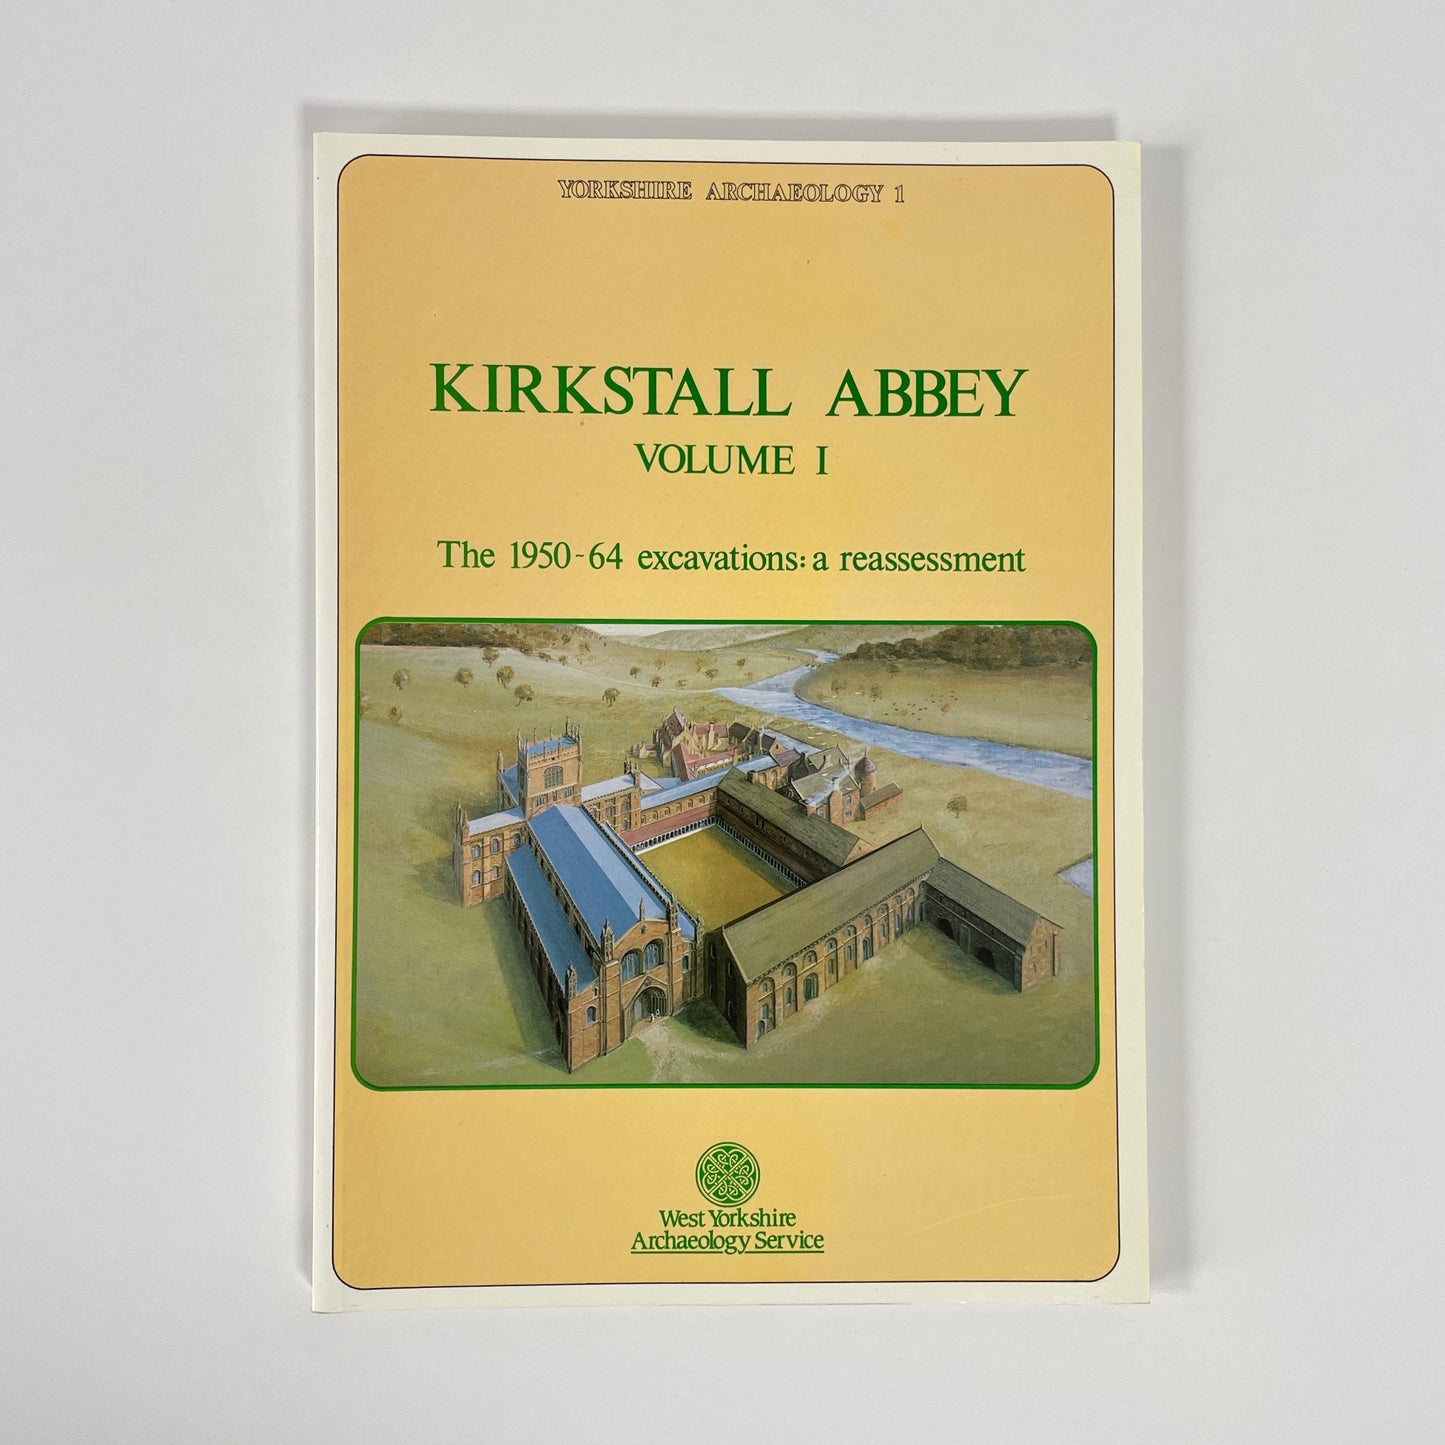 YORKSHIRE ARCHAEOLOGY 1
KIRKSTALL ABBEY
VOLUME I
The 1950-64 excavations: a reassessment
West Yorkshire
Archaeology Service